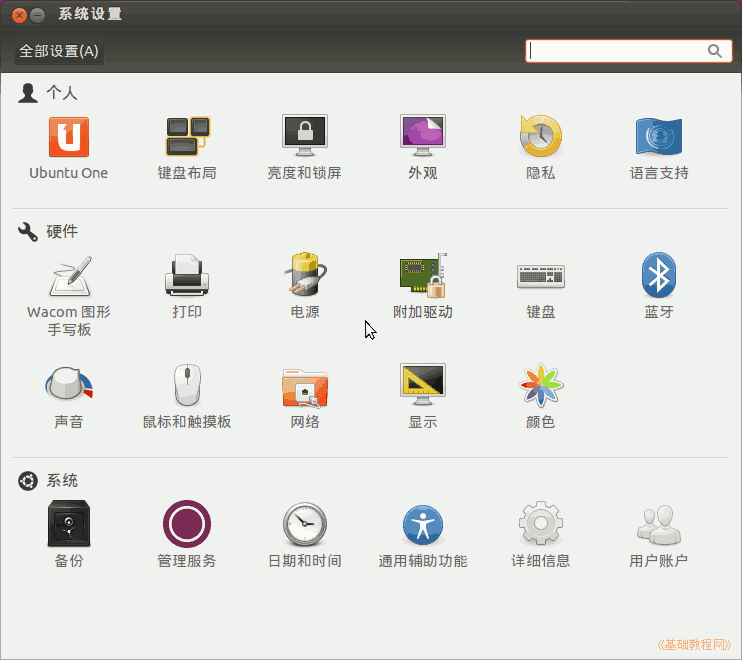 系统设置
全部设置(A)
个人
Ubuntu One
键盘布局
亮度和锁屏
外观
隐私
语言支持
硬件
Wacom 图形
手写板
打印
电源
附加驱动
键盘
蓝牙
声音
鼠标和触摸板
网络
显示
颜色
系统
备份
管理服务
日期和时间
通用辅助功能
详细信息
用户账户
《基础教程网》